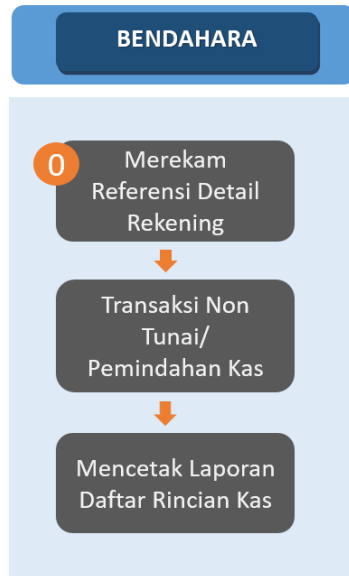 BENDAHARA
0
Merekam
Referensi Detail
Rekening
Transaksi Non
Tunai/
Pemindahan Kas
Mencetak Laporan
Daftar Rincian Kas